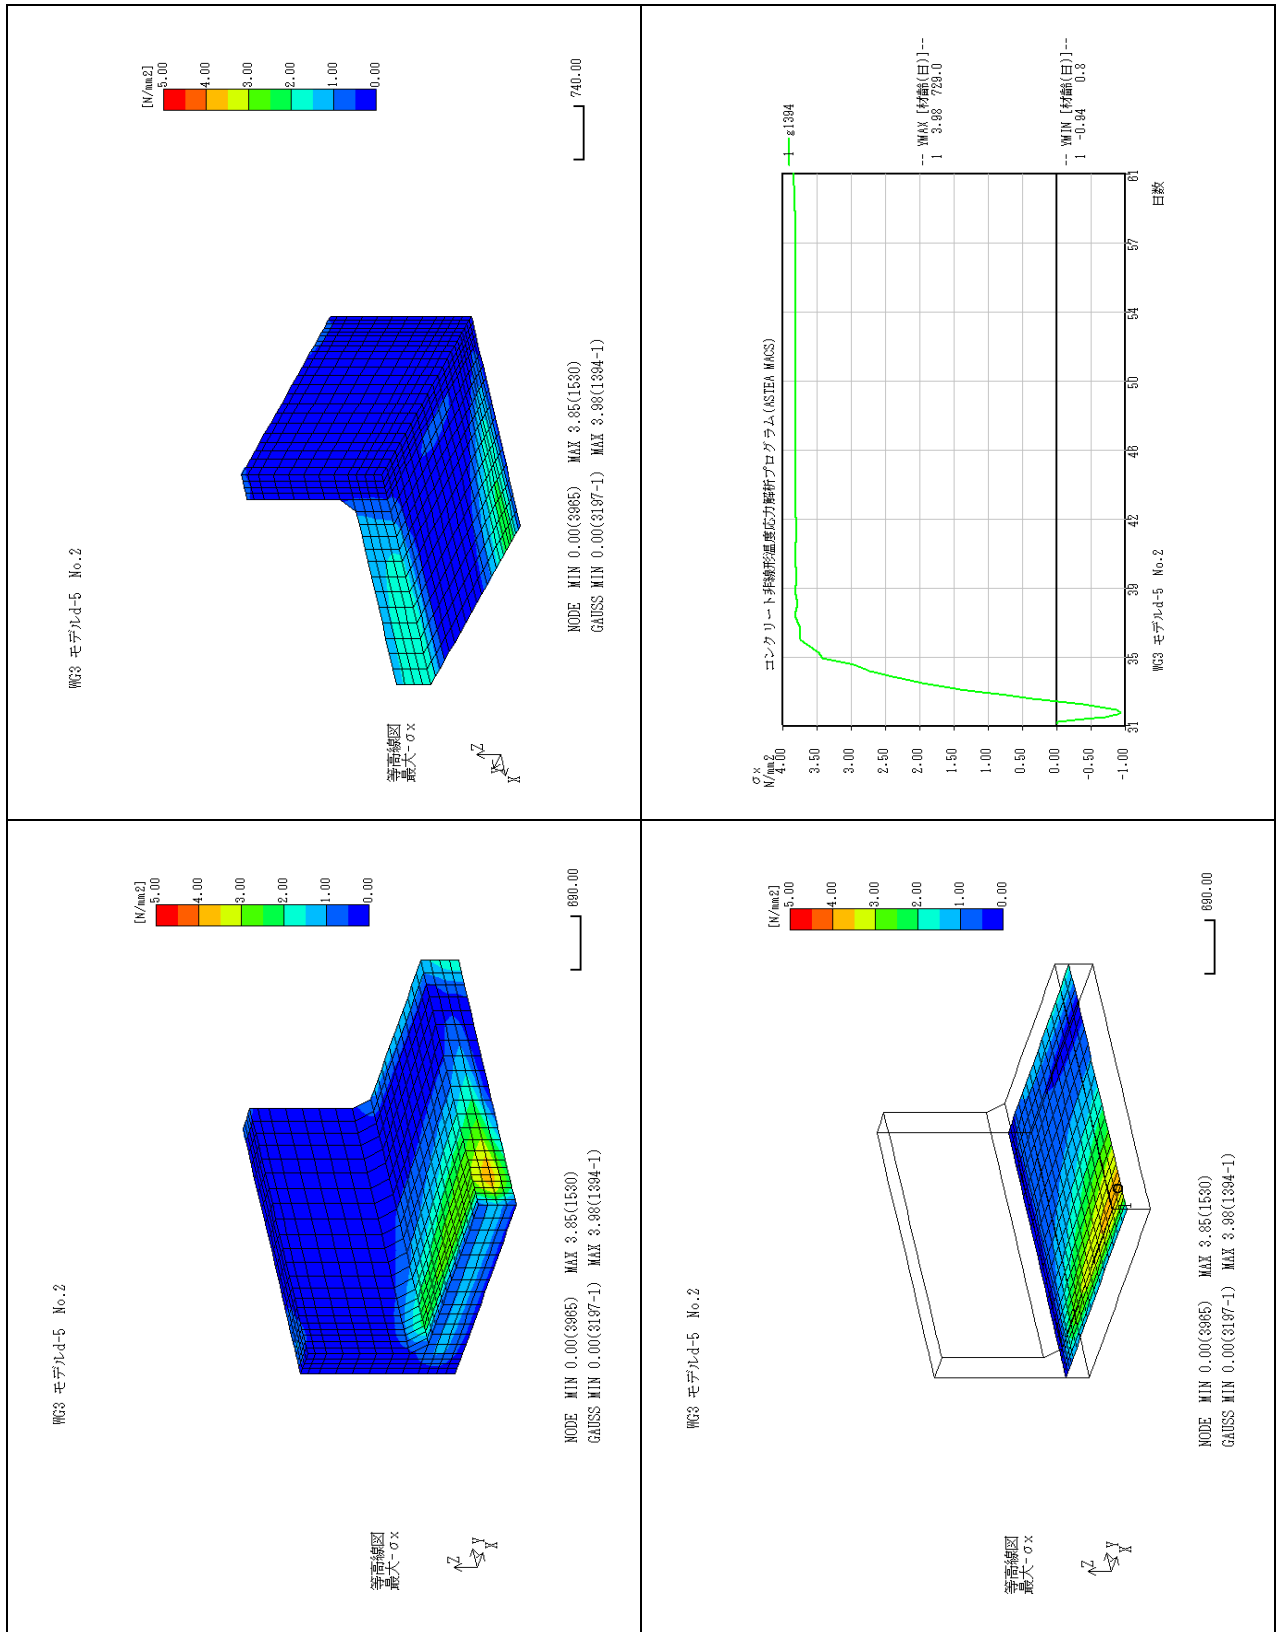 WG3 モデルd-5 No.2
[N/mm2]
5.00
4.00
3.00
2.00
1.00
0.00
等高線図
最大-σx
Z
Y
X
740.00
NODE MIN 0.00(3965) MAX 3.85(1530)
GAUSS MIN 0.00(3197-1) MAX 3.98(1394-1)
コンクリート非線形温度応力解析プログラム(ASTEA MACS)
σx
N/mm2
4.00
3.50
3.00
2.50
2.00
1.50
1.00
0.50
0.00
-0.50
-1.00
31
35
39
42
46
50
54
57
61
日数
1 g1394
-- YMAX [材齢(日)]--
1 3.98 729.0
-- YMIN [材齢(日)]--
1 -0.94 0.8
WG3 モデルd-5 No.2
WG3 モデルd-5 No.2
[N/mm2]
5.00
4.00
3.00
2.00
1.00
0.00
等高線図
最大-σx
Z
Y
X
690.00
NODE MIN 0.00(3965) MAX 3.85(1530)
GAUSS MIN 0.00(3197-1) MAX 3.98(1394-1)
WG3 モデルd-5 No.2
[N/mm2]
5.00
4.00
3.00
2.00
1.00
0.00
等高線図
最大-σx
Z
Y
X
1
690.00
NODE MIN 0.00(3965) MAX 3.85(1530)
GAUSS MIN 0.00(3197-1) MAX 3.98(1394-1)